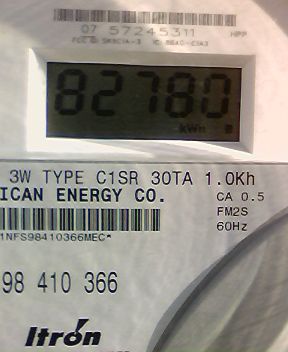 07 57245311 HPP
82780
kWh
3W TYPE C1SR 30TA 1.0Kh
ICAN ENERGY CO. CA 0.5
FM2S
1NFS98410366MEC* 60Hz
98 410 366
Itron